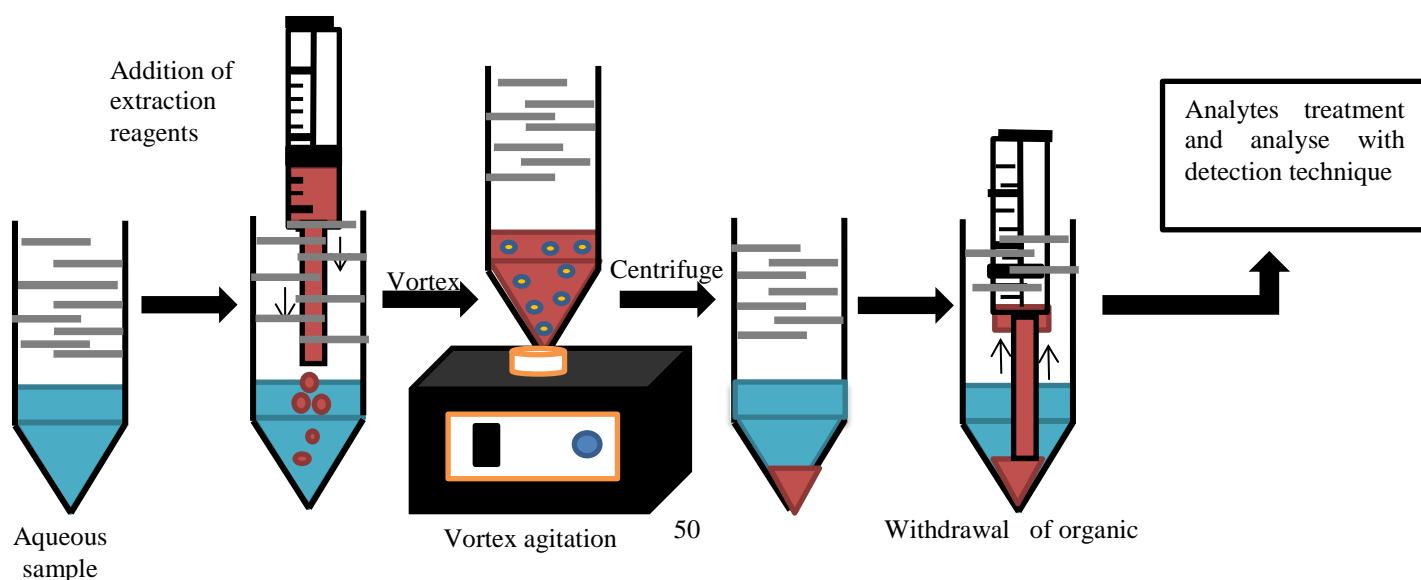 Addition of
extraction
reagents
Analytes treatment
and analyse with
detection technique
Vortex
Centrifuge
Aqueous
sample
Vortex agitation
50
Withdrawal of organic